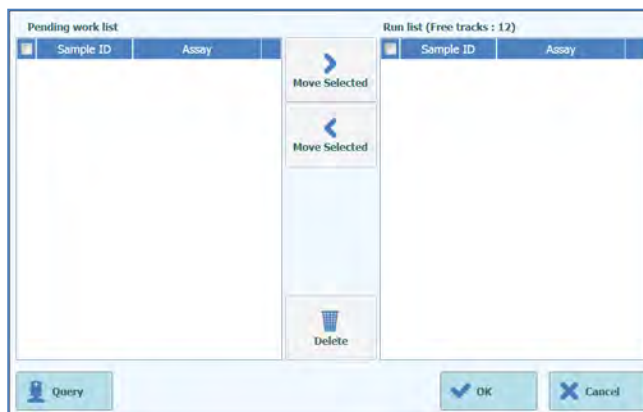 Pending work list
Run list (Free tracks : 12)
Sample ID Assay
Sample ID Assay
Move Selected
Move Selected
Delete
Query
OK
Cancel